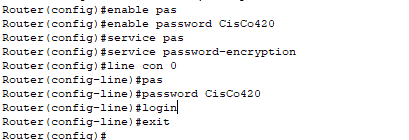 Router(config)#enable pas
Router(config)#enable password CisCo420
Router(config)#service pas
Router(config)#service password-encryption
Router(config)#line con 0
Router(config-line)#pas
Router(config-line)#password CisCo420
Router(config-line)#login
Router(config-line)#exit
Router(config)#